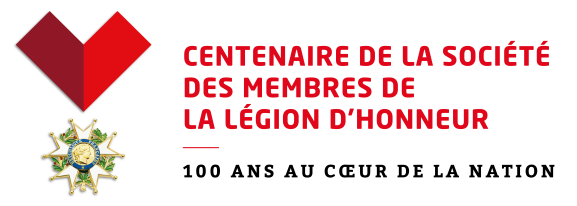 CENTENAIRE DE LA SOCIÉTÉ
DES MEMBRES DE
LA LÉGION D'HONNEUR
100 ANS AU CŒUR DE LA NATION